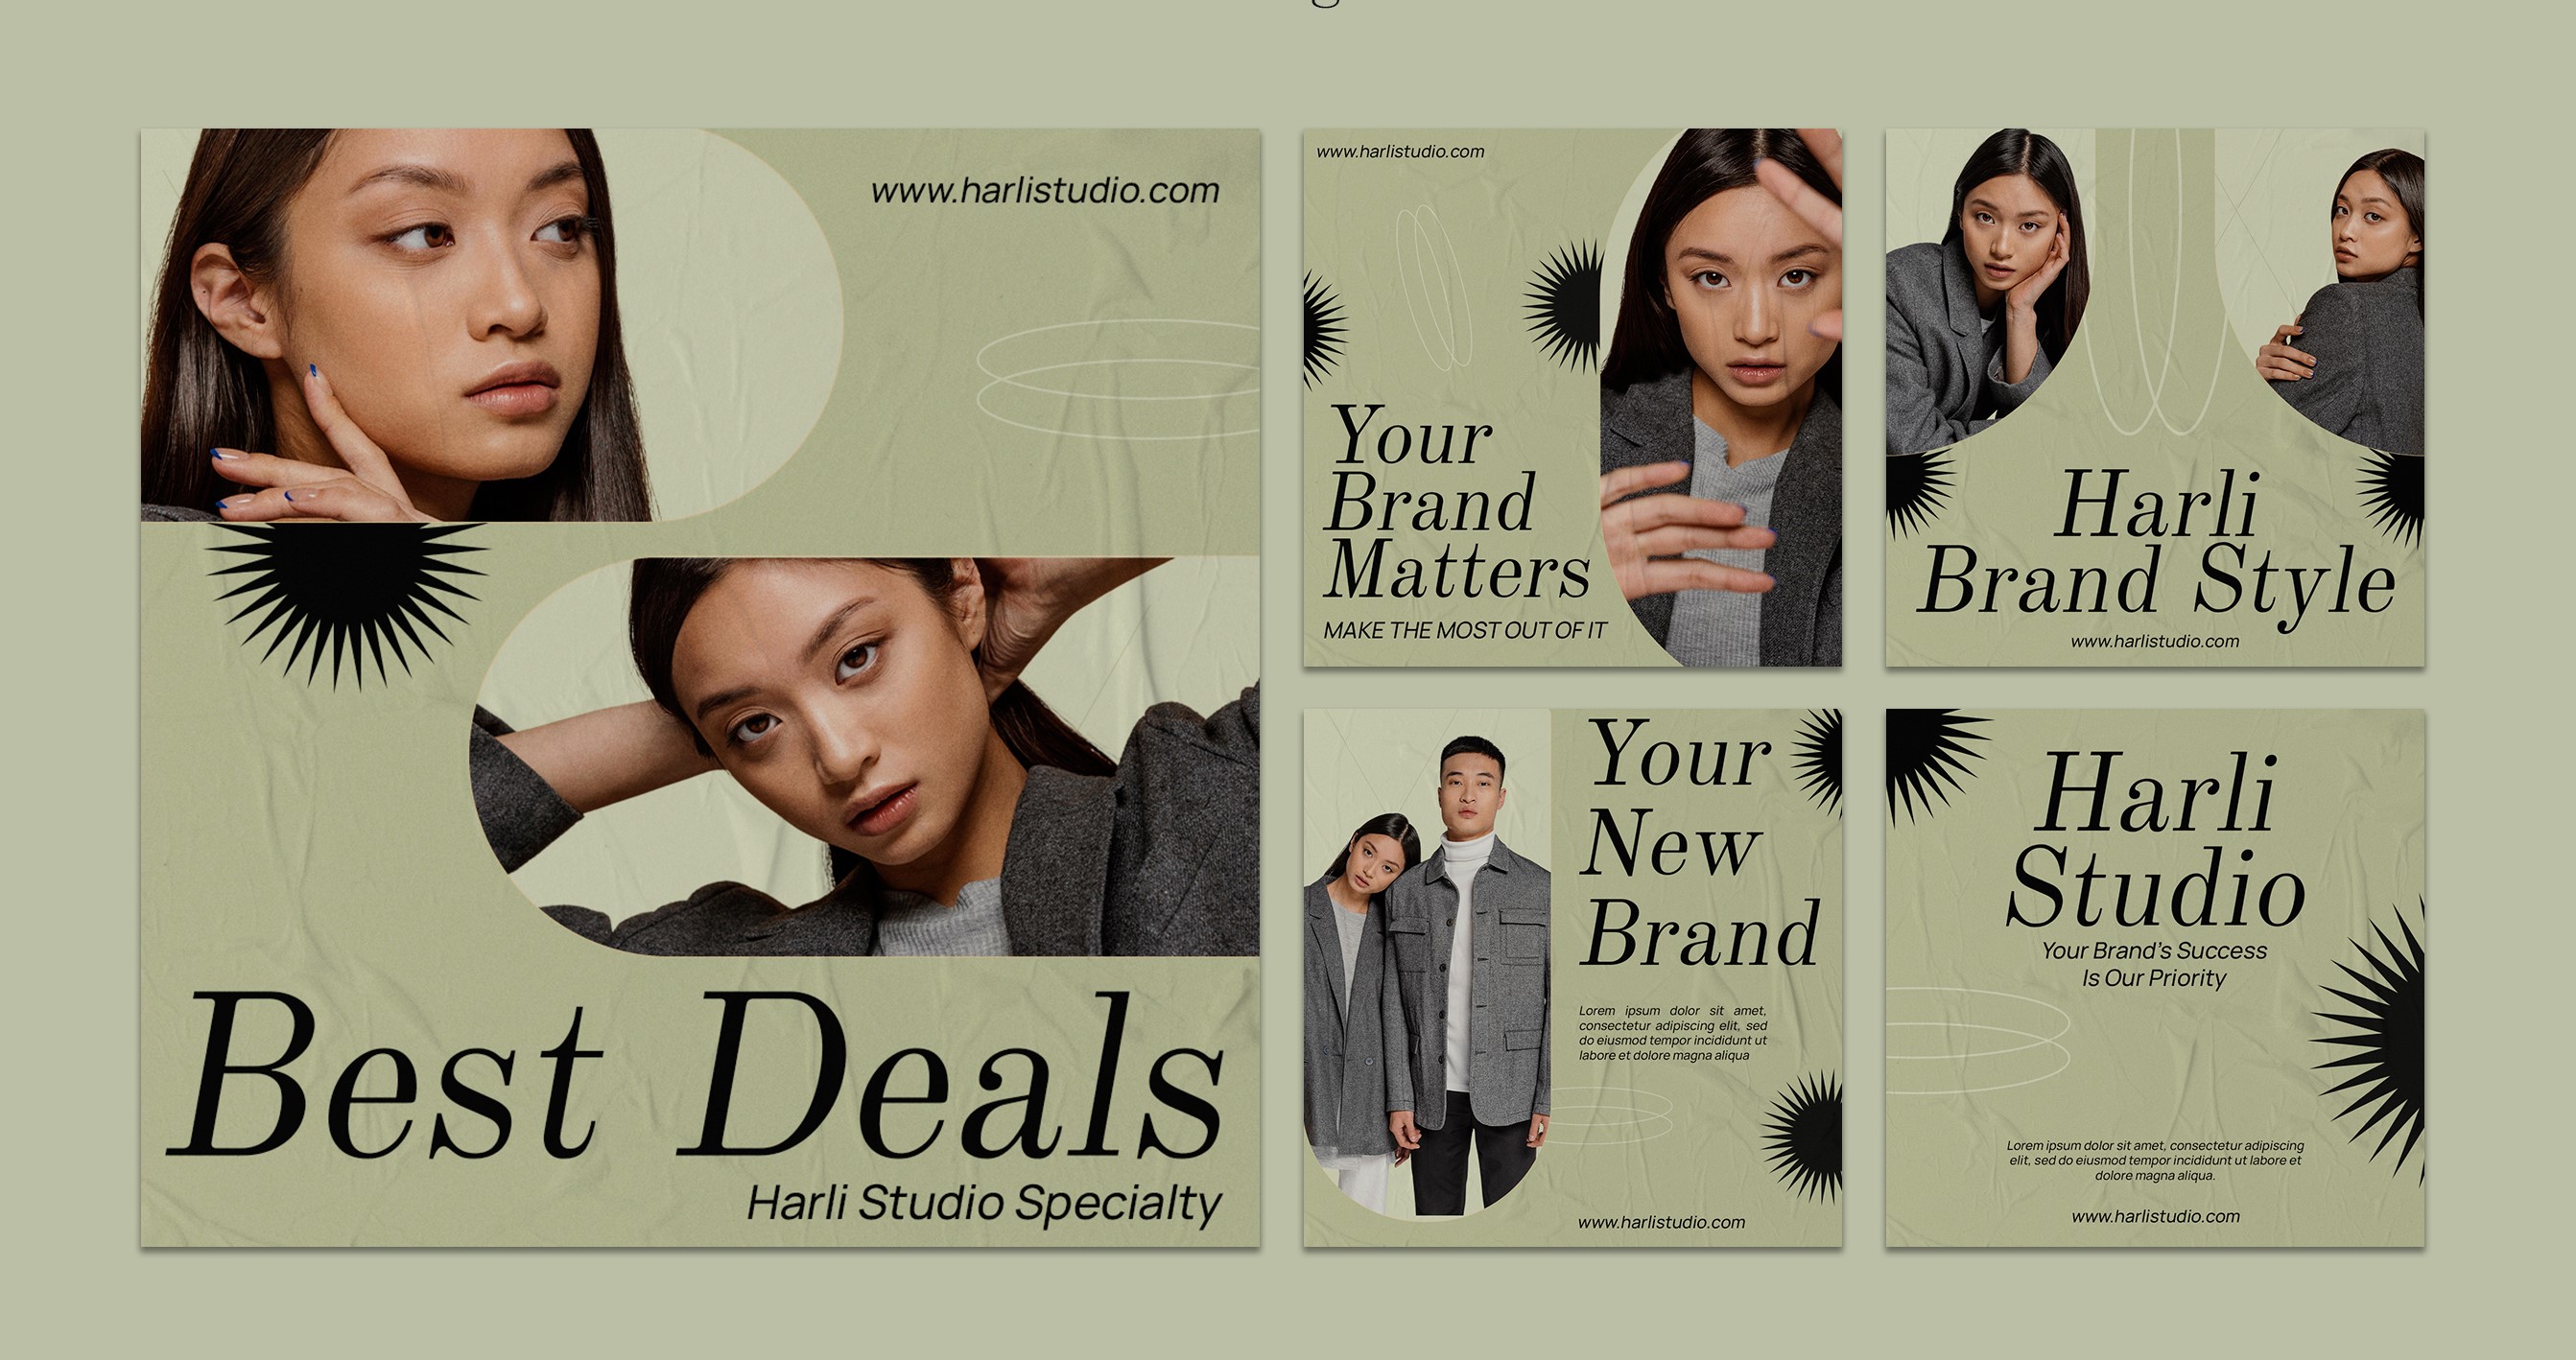 www.harlistudio.com
Best Deals
Harli Studio Specialty
www.harlistudio.com
Your
Brand
Matters
MAKE THE MOST OUT OF IT
Harli
Brand Style
www.harlistudio.com
Your
New
Brand
Lorem ipsum dolor sit amet,
consectetur adipiscing elit, sed
do eiusmod tempor incididunt ut
labore et dolore magna aliqua
www.harlistudio.com
Harli
Studio
Your Brand's Success
Is Our Priority
Lorem ipsum dolor sit amet, consectetur adipiscing
elit, sed do eiusmod tempor incididunt ut labore et
dolore magna aliqua.
www.harlistudio.com